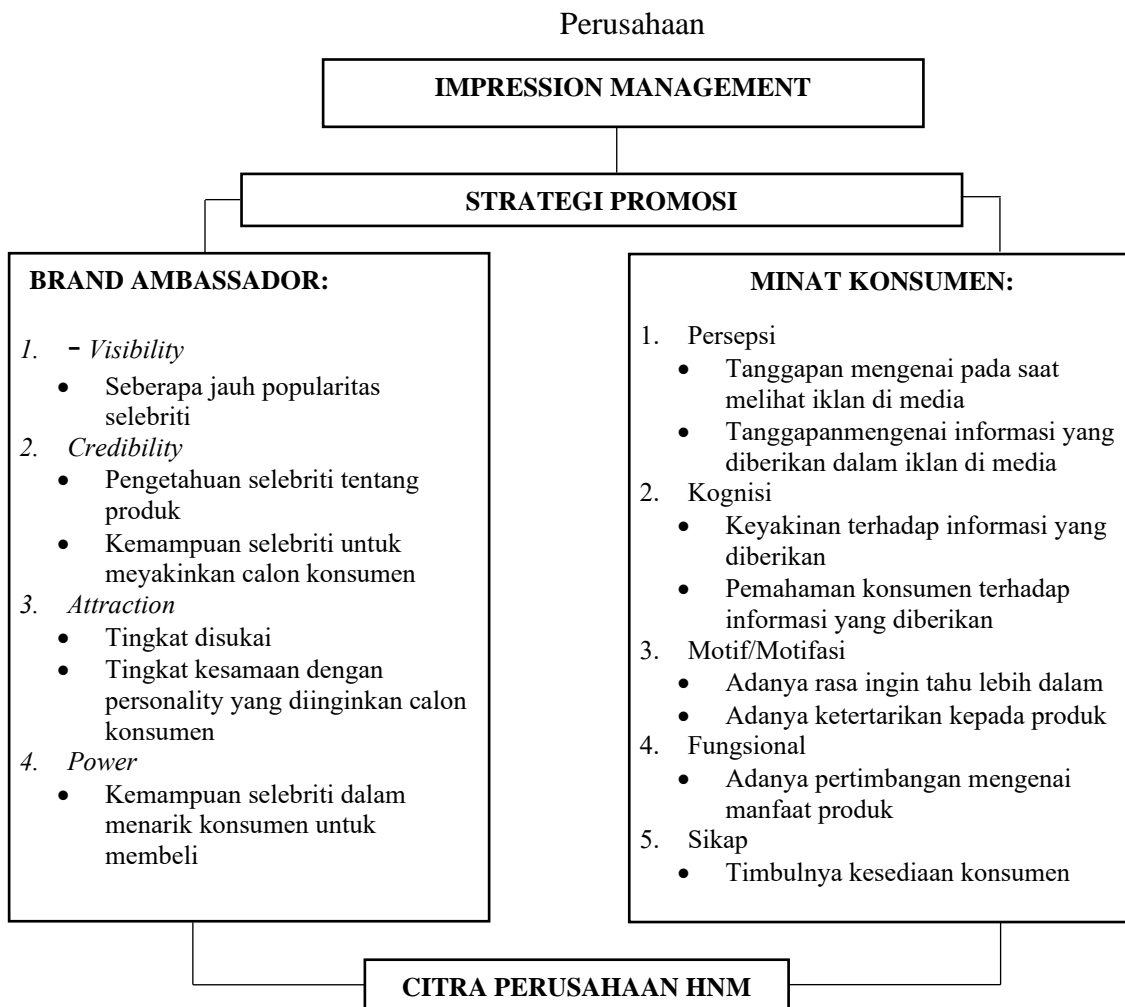 Perusahaan
IMPRESSION MANAGEMENT
STRATEGI PROMOSI
BRAND AMBASSADOR:
1. - Visibility
• Seberapa jauh popularitas
selebriti
2. Credibility
• Pengetahuan selebriti tentang
produk
• Kemampuan selebriti untuk
meyakinkan calon konsumen
3. Attraction
• Tingkat disukai
• Tingkat kesamaan dengan
personality yang diinginkan calon
konsumen
4. Power
• Kemampuan selebriti dalam
menarik konsumen untuk
membeli
MINAT KONSUMEN:
1. Persepsi
• Tanggapan mengenai pada saat
melihat iklan di media
• Tanggapanmengenai informasi yang
diberikan dalam iklan di media
2. Kognisi
• Keyakinan terhadap informasi yang
diberikan
• Pemahaman konsumen terhadap
informasi yang diberikan
3. Motif/Motifasi
• Adanya rasa ingin tahu lebih dalam
• Adanya ketertarikan kepada produk
4. Fungsional
• Adanya pertimbangan mengenai
manfaat produk
5. Sikap
• Timbulnya kesediaan konsumen
CITRA PERUSAHAAN HNM